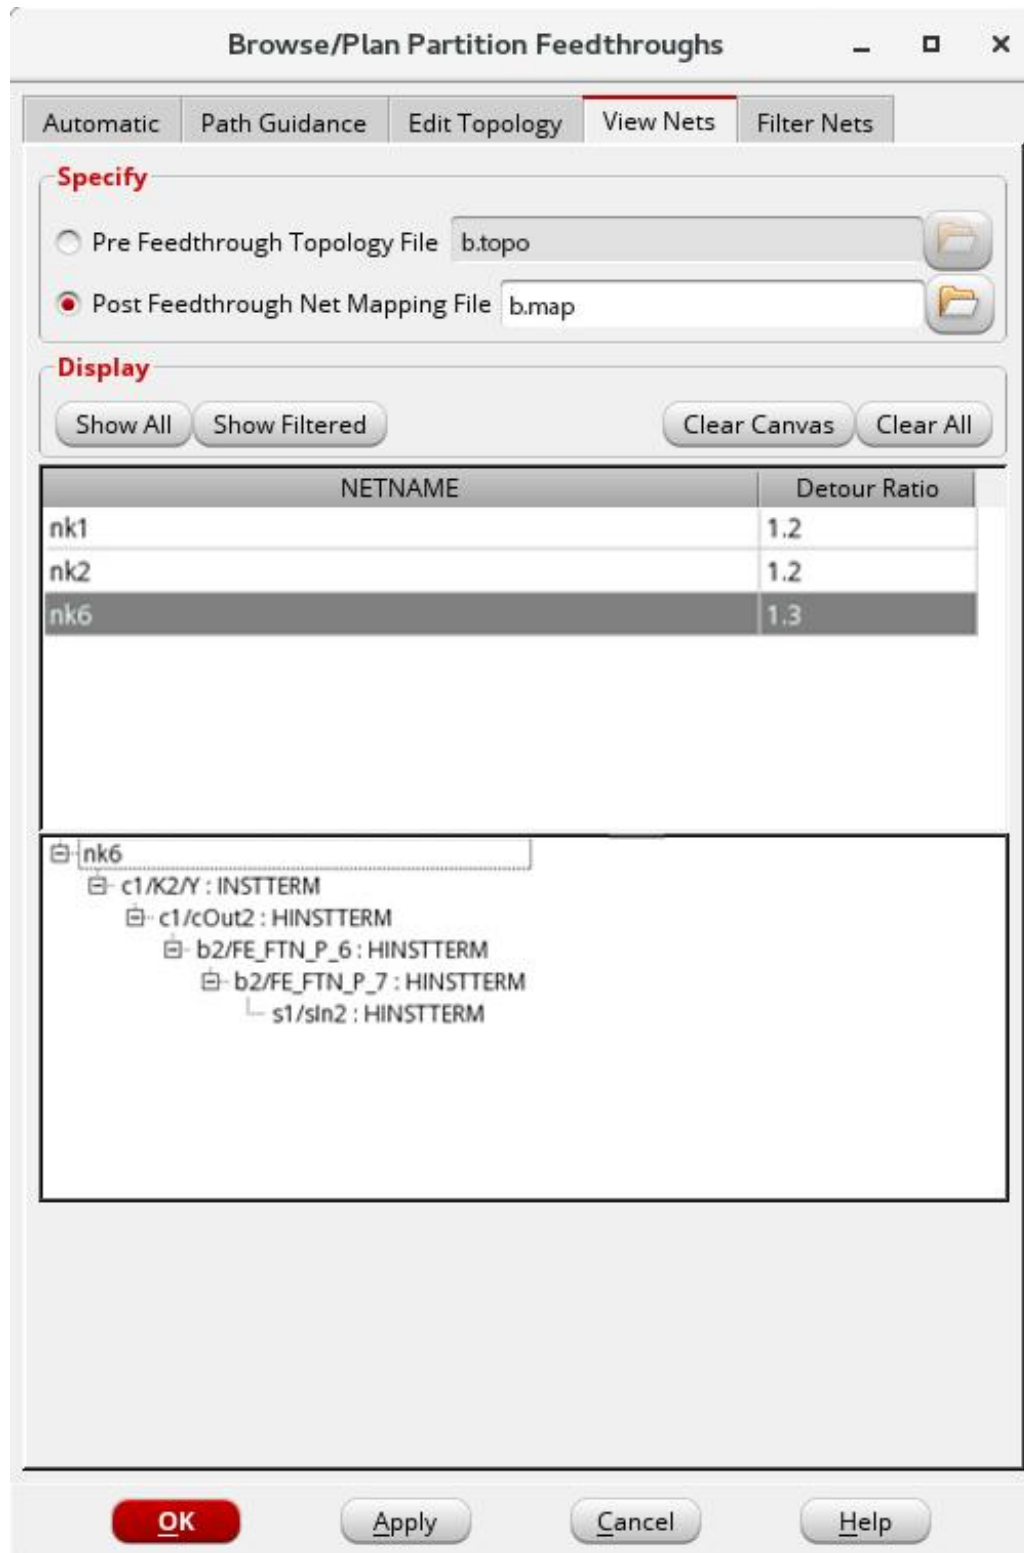 Browse/Plan Partition Feedthroughs
Automatic Path Guidance Edit Topology View Nets Filter Nets
Specify
Pre Feedthrough Topology File b.topo
Post Feedthrough Net Mapping File b.map
Display
Show All Show Filtered Clear Canvas Clear All
NETNAME Detour Ratio
nk1 1.2
nk2 1.2
nk6 1.3
nk6
c1/K2/Y : INSTTERM
c1/cOut2 : HINSTTERM
b2/FE_FTN_P_6 : HINSTTERM
b2/FE_FTN_P_7 : HINSTTERM
s1/sIn2 : HINSTTERM
OK Apply Cancel Help